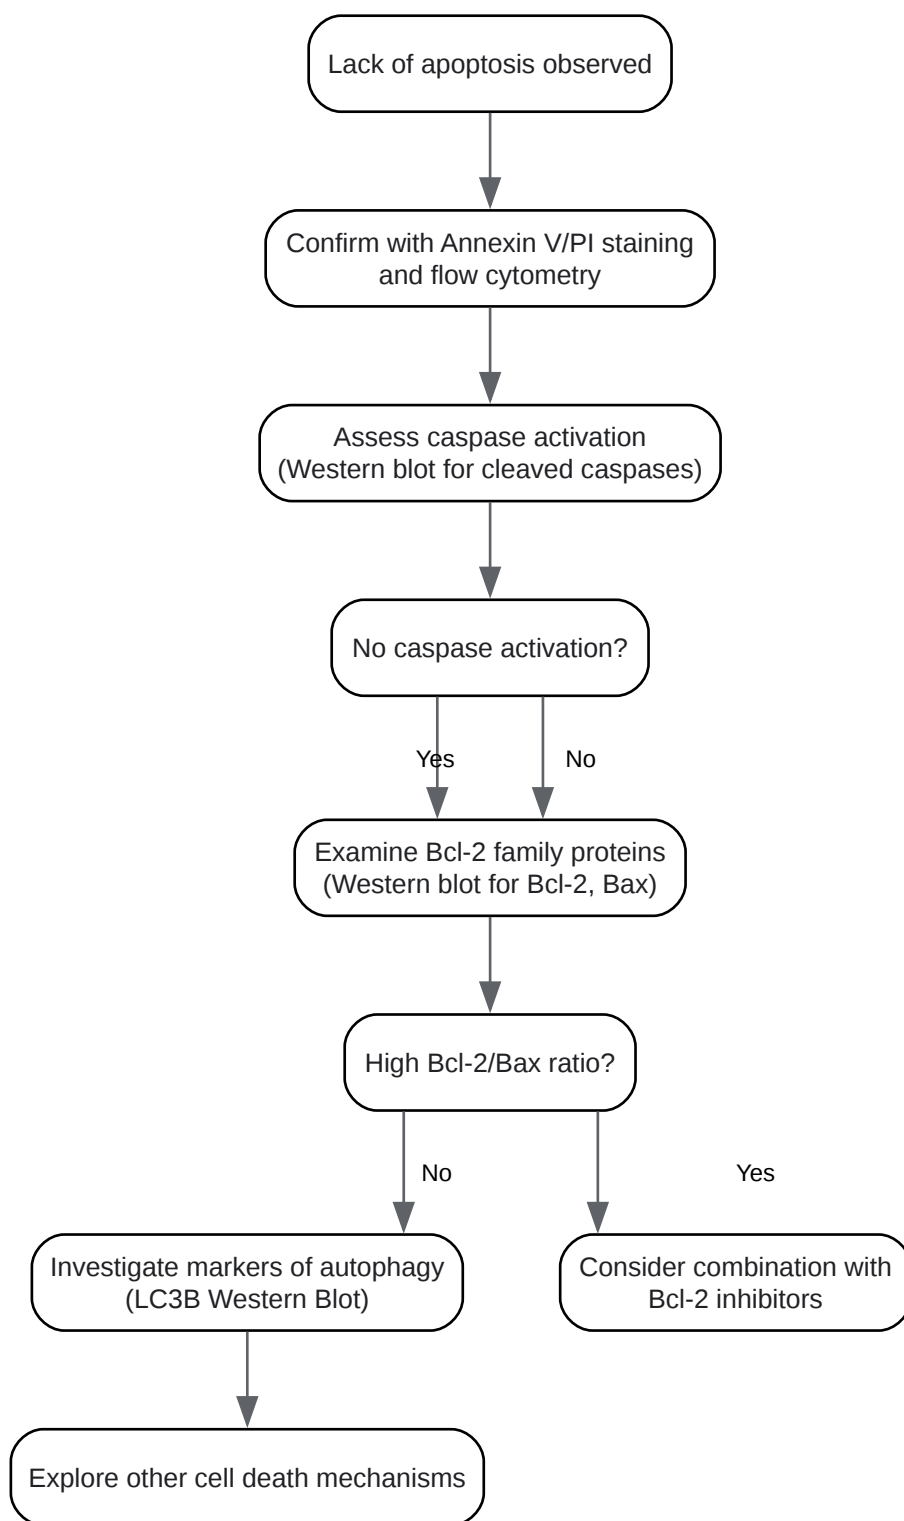 Lack of apoptosis observed
Confirm with Annexin V/PI staining
and flow cytometry
Assess caspase activation
(Western blot for cleaved caspases)
No caspase activation?
Yes
No
Examine Bcl-2 family proteins
(Western blot for Bcl-2, Bax)
High Bcl-2/Bax ratio?
No
Yes
Investigate markers of autophagy
(LC3B Western Blot)
Consider combination with
Bcl-2 inhibitors
Explore other cell death mechanisms